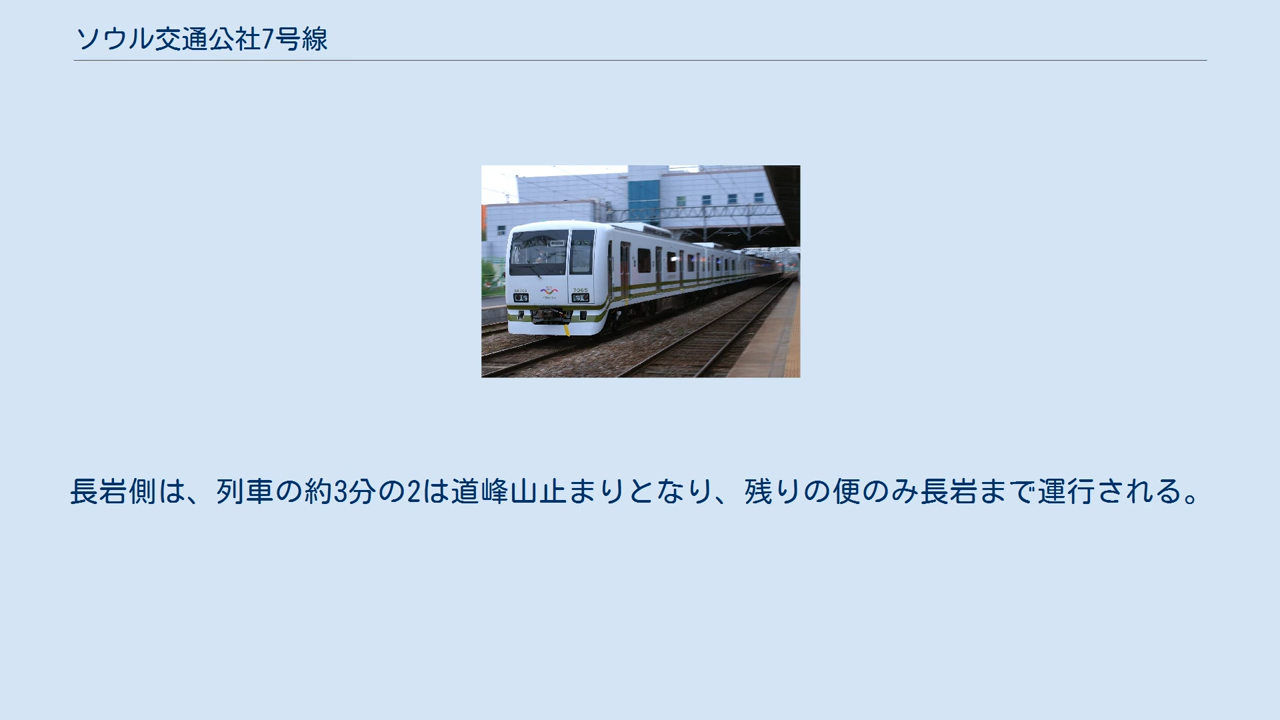 ソウル交通公社7号線
長岩側は、列車の約3分の2は道峰山止まりとなり、残りの便のみ長岩まで運行される。